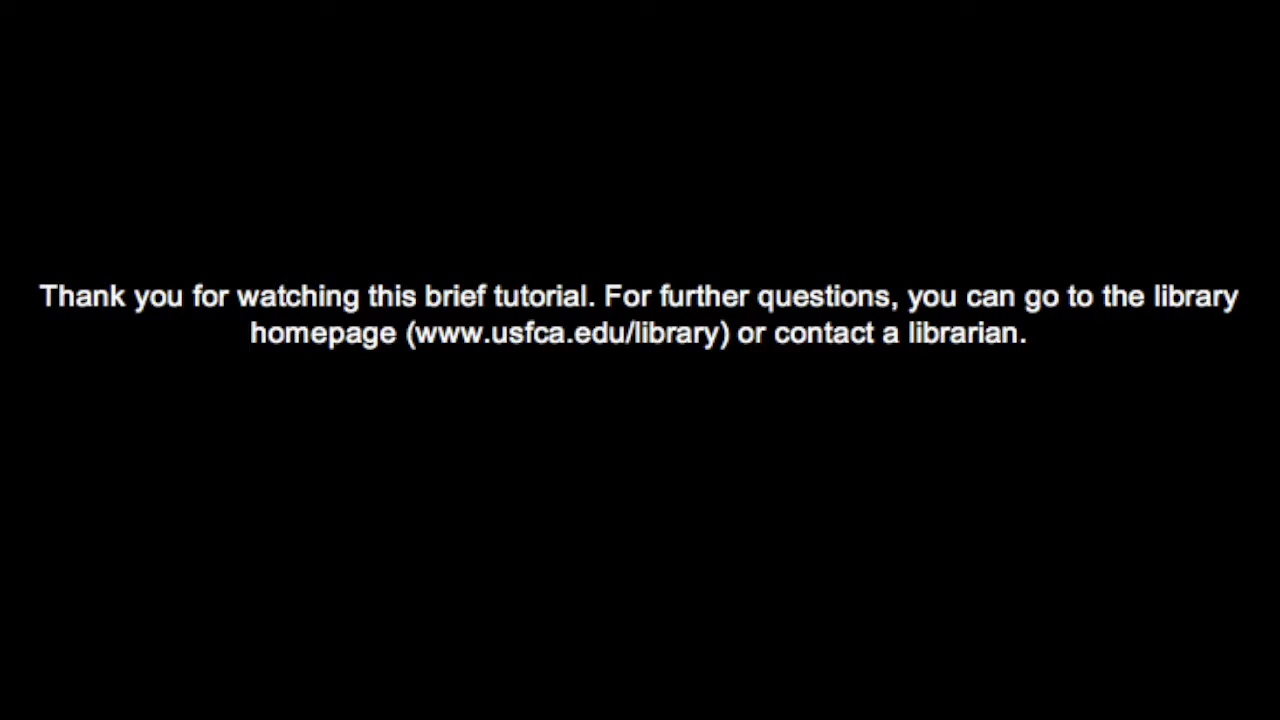 Thank you for watching this brief tutorial. For further questions, you can go to the library
homepage (www.usfca.edu/library) or contact a librarian.